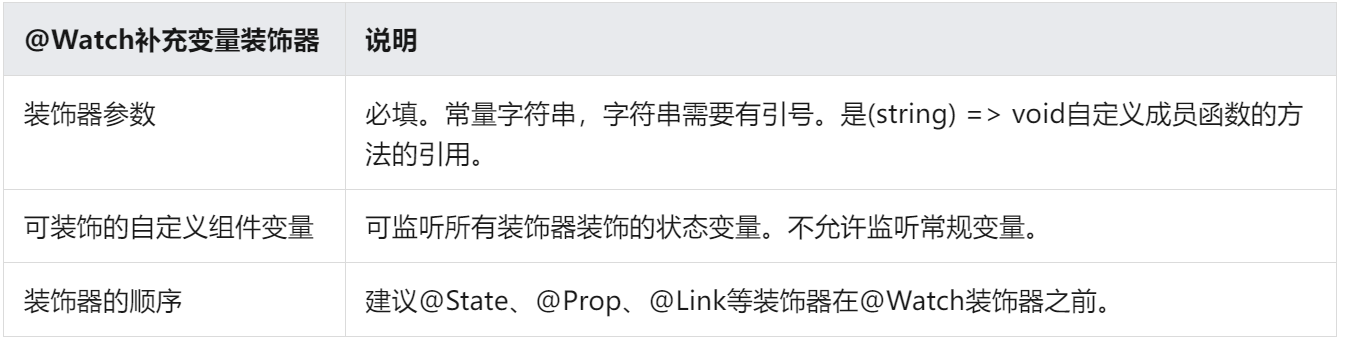 @Watch补充变量装饰器 说明
装饰器参数 必填。常量字符串，字符串需要有引号。是(string) => void自定义成员函数的方
法的引用。
可装饰的自定义组件变量 可监听所有装饰器装饰的状态变量。不允许监听常规变量。
装饰器的顺序 建议@State、@Prop、@Link等装饰器在@Watch装饰器之前。